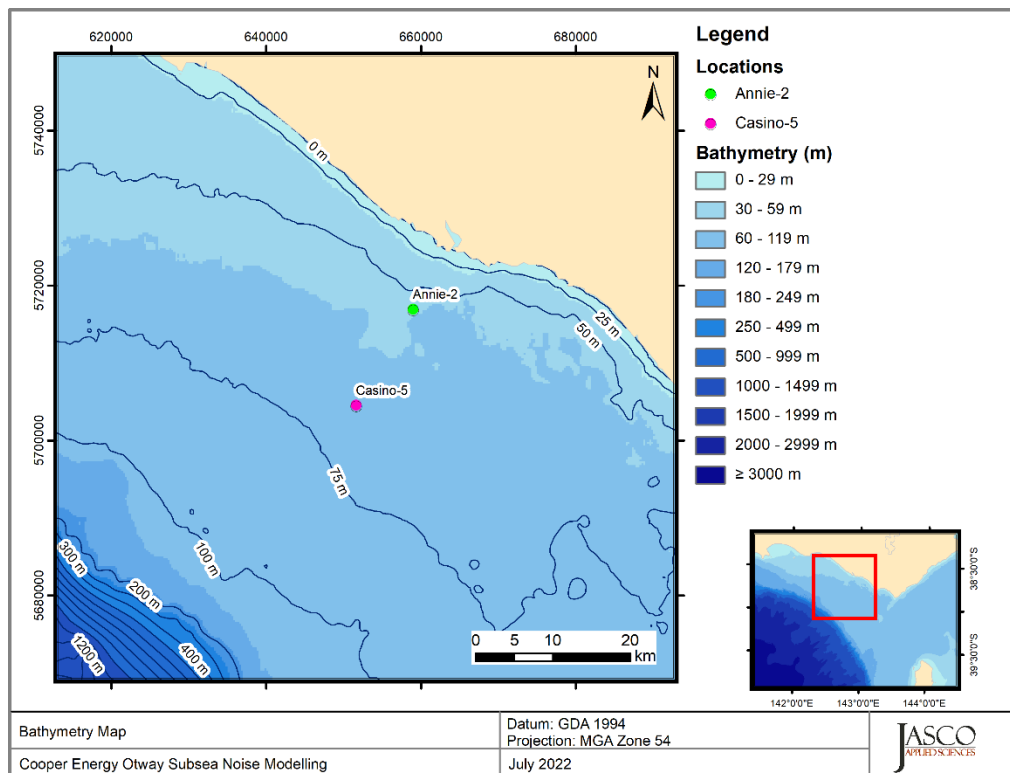 620000
640000
660000
680000
5740000
5720000
5700000
5680000
N
0 m
25 m
50 m
Annie-2
Casino-5
75 m
100 m
200 m
300 m
400 m
1200 m
0 5 10 20
km
Legend
Locations
Annie-2
Casino-5
Bathymetry (m)
0 - 29 m
30 - 59 m
60 - 119 m
120 - 179 m
180 - 249 m
250 - 499 m
500 - 999 m
1000 - 1499 m
1500 - 1999 m
2000 - 2999 m
≥ 3000 m
38°30'0"S
39°30'0"S
142°0'0"E
143°0'0"E
144°0'0"E
Bathymetry Map
Datum: GDA 1994
Projection: MGA Zone 54
Cooper Energy Otway Subsea Noise Modelling
July 2022
JASCO
APPLIED SCIENCES